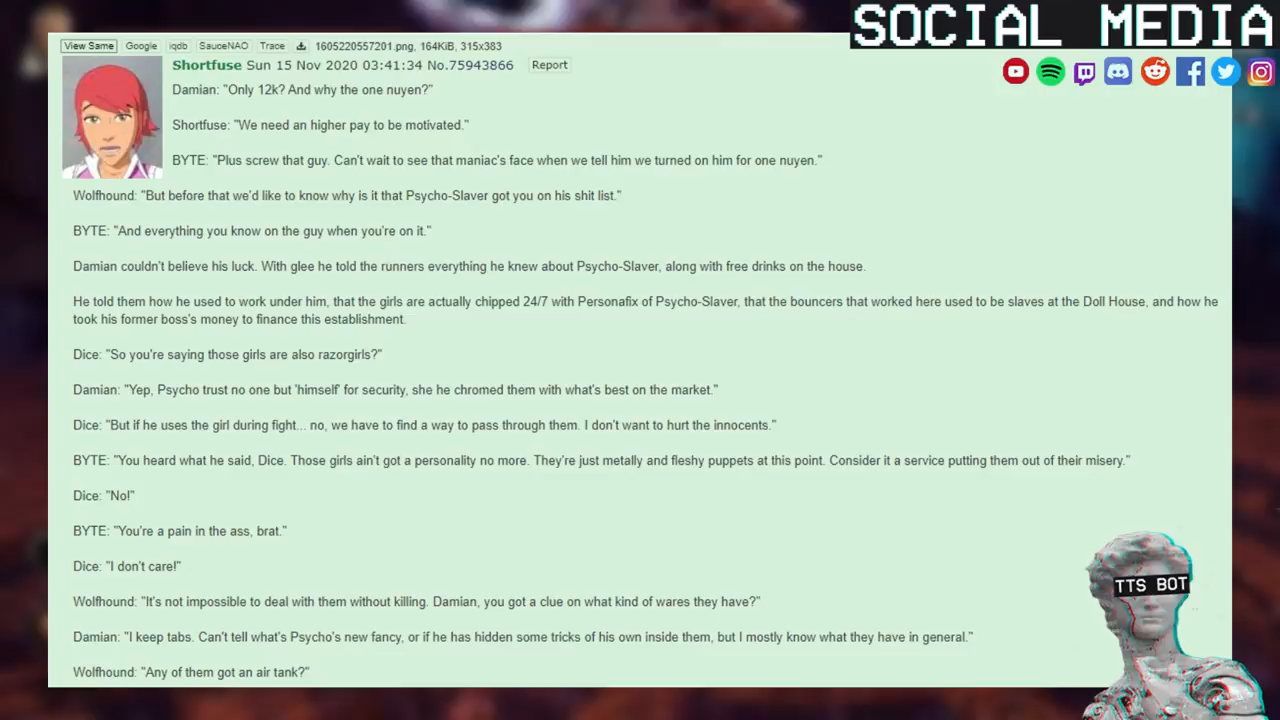 SOCIAL MEDIA
View Same Google iqdb SauceNAO Trace 1605220557201.png, 164KiB, 315x383
Shortfuse Sun 15 Nov 2020 03:41:34 No.75943866 Report
Damian: "Only 12k? And why the one nuyen?"
Shortfuse: "We need an higher pay to be motivated."
BYTE: "Plus screw that guy. Can't wait to see that maniac's face when we tell him we turned on him for one nuyen."
Wolfhound: "But before that we'd like to know why is it that Psycho-Slaver got you on his shit list."
BYTE: "And everything you know on the guy when you're on it."
Damian couldn't believe his luck. With glee he told the runners everything he knew about Psycho-Slaver, along with free drinks on the house.
He told them how he used to work under him, that the girls are actually chipped 24/7 with Personafix of Psycho-Slaver, that the bouncers that worked here used to be slaves at the Doll House, and how he
took his former boss's money to finance this establishment.
Dice: "So you're saying those girls are also razorgirls?"
Damian: "Yep, Psycho trust no one but 'himself' for security, she he chromed them with what's best on the market."
Dice: "But if he uses the girl during fight... no, we have to find a way to pass through them. I don't want to hurt the innocents."
BYTE: "You heard what he said, Dice. Those girls ain't got a personality no more. They're just metally and fleshy puppets at this point. Consider it a service putting them out of their misery."
Dice: "No!"
BYTE: "You're a pain in the ass, brat."
Dice: "I don't care!"
Wolfhound: "It's not impossible to deal with them without killing. Damian, you got a clue on what kind of wares they have?"
Damian: "I keep tabs. Can't tell what's Psycho's new fancy, or if he has hidden some tricks of his own inside them, but I mostly know what they have in general."
Wolfhound: "Any of them got an air tank?"
TTS BOT